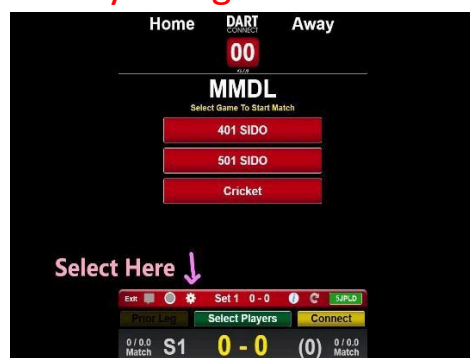 Home DART CONNECT Away
00
MMDL
Select Game To Start Match
401 SIDO
501 SIDO
Cricket
Select Here
Exit Set 1 0 - 0 i 5JPLD
Prior Leg Select Players Connect
0 / 0.0 Match S1 0 - 0 (0) 0 / 0.0 Match